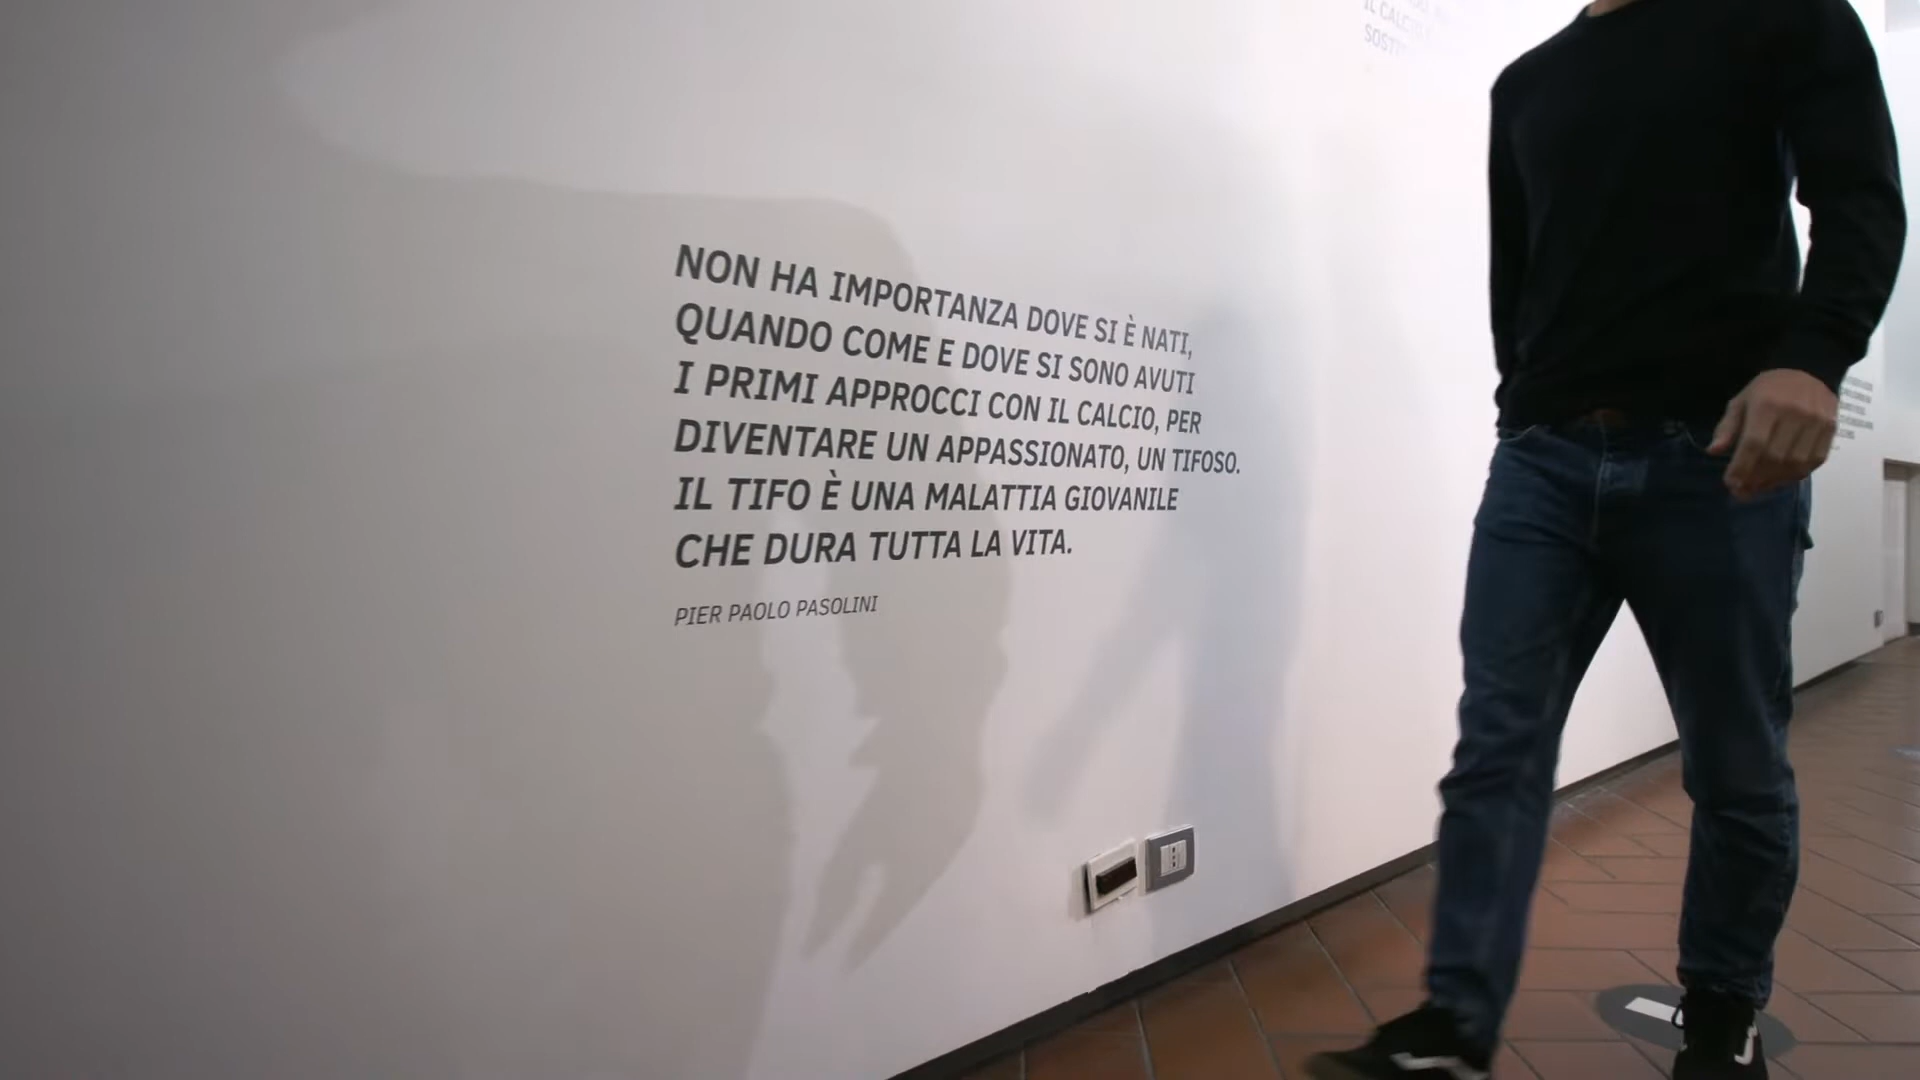 NON HA IMPORTANZA DOVE SI È NATI,
QUANDO COME E DOVE SI SONO AVUTI
I PRIMI APPROCCI CON IL CALCIO, PER
DIVENTARE UN APPASSIONATO, UN TIFOSO.
IL TIFO È UNA MALATTIA GIOVANILE
CHE DURA TUTTA LA VITA.
PIER PAOLO PASOLINI
IL CALCIO